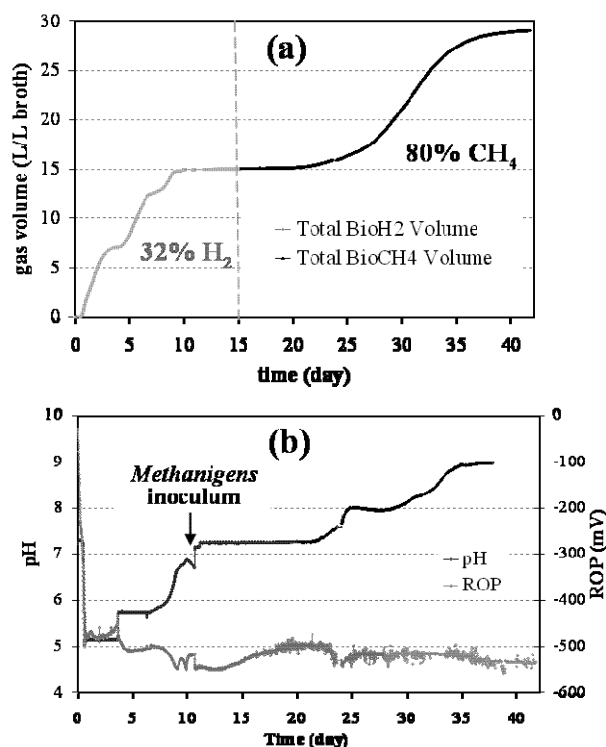 (a)
30
25
20
15
10
5
0
gas volume (L/L broth)
80% CH₄
32% H₂
Total BioH2 Volume
Total BioCH4 Volume
0 5 10 15 20 25 30 35 40
time (day)
(b)
10
9
8
7
6
5
4
pH
Methanigens
inoculum
pH
ROP
0
-100
-200
-300
-400
-500
-600
ROP (mV)
0 5 10 15 20 25 30 35 40
Time (day)